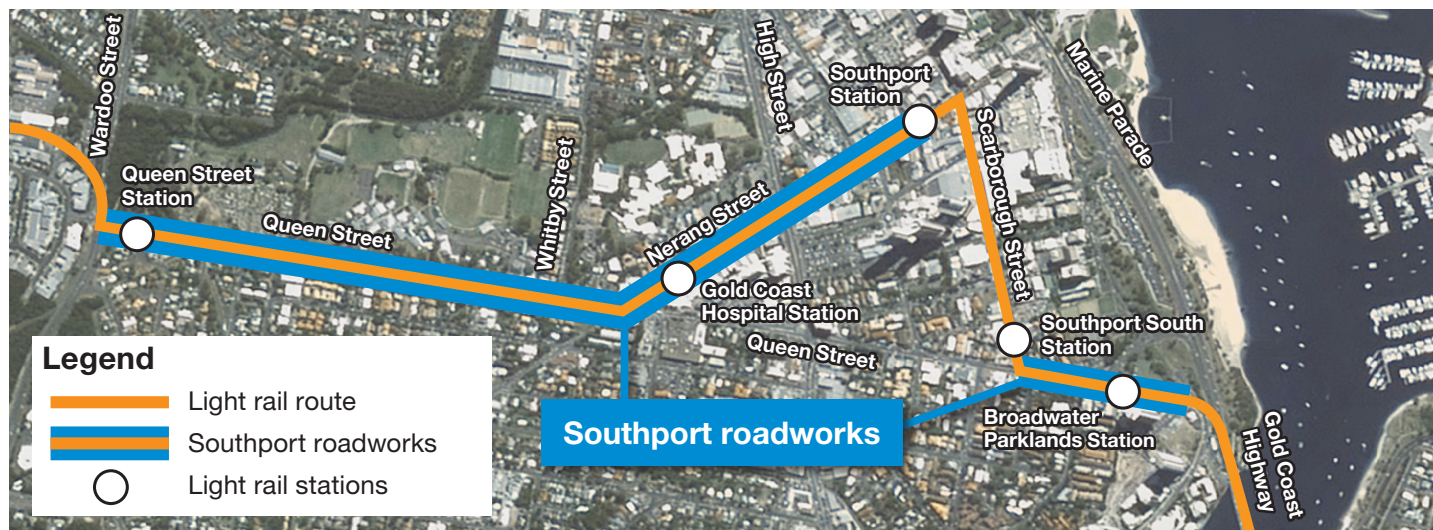 Wardoo Street
Queen Street
Station
Queen Street
Whitby Street
High Street
Southport
Station
Marine Parade
Scarborough Street
Nerang Street
Gold Coast
Hospital Station
Queen Street
Southport South
Station
Broadwater
Parklands Station
Gold Coast
Highway
Southport roadworks
Legend
Light rail route
Southport roadworks
Light rail stations